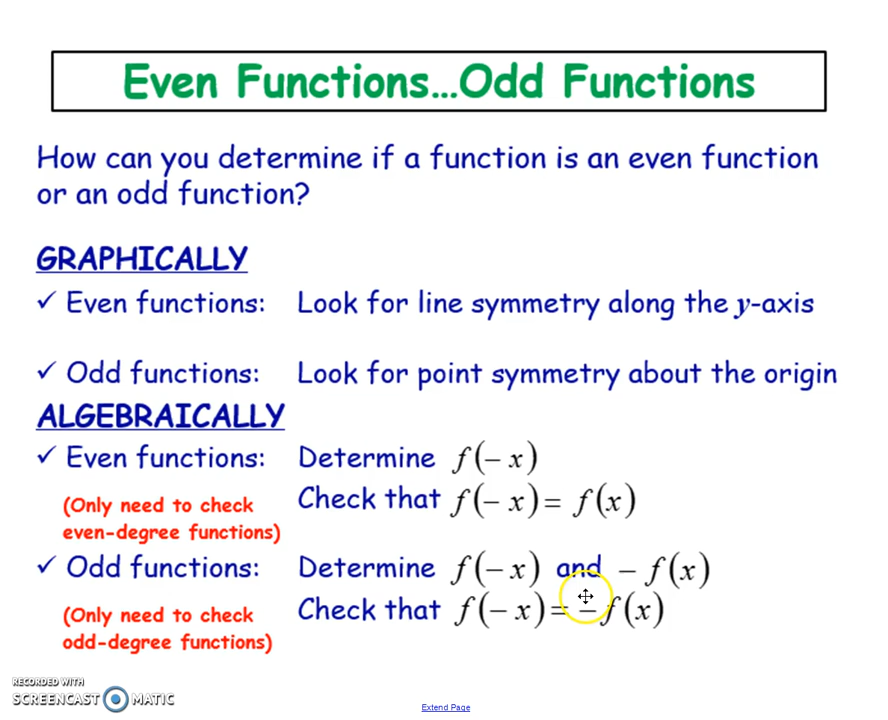 Even Functions...Odd Functions
How can you determine if a function is an even function
or an odd function?
GRAPHICALLY
✓ Even functions: Look for line symmetry along the y-axis
✓ Odd functions: Look for point symmetry about the origin
ALGEBRAICALLY
✓ Even functions: Determine f(− x)
Check that f(− x) = f(x)
(Only need to check
even-degree functions)
✓ Odd functions: Determine f(− x) and − f(x)
Check that f(− x) = − f(x)
(Only need to check
odd-degree functions)
RECORDED WITH
SCREENCAST MATIC
Extend Page